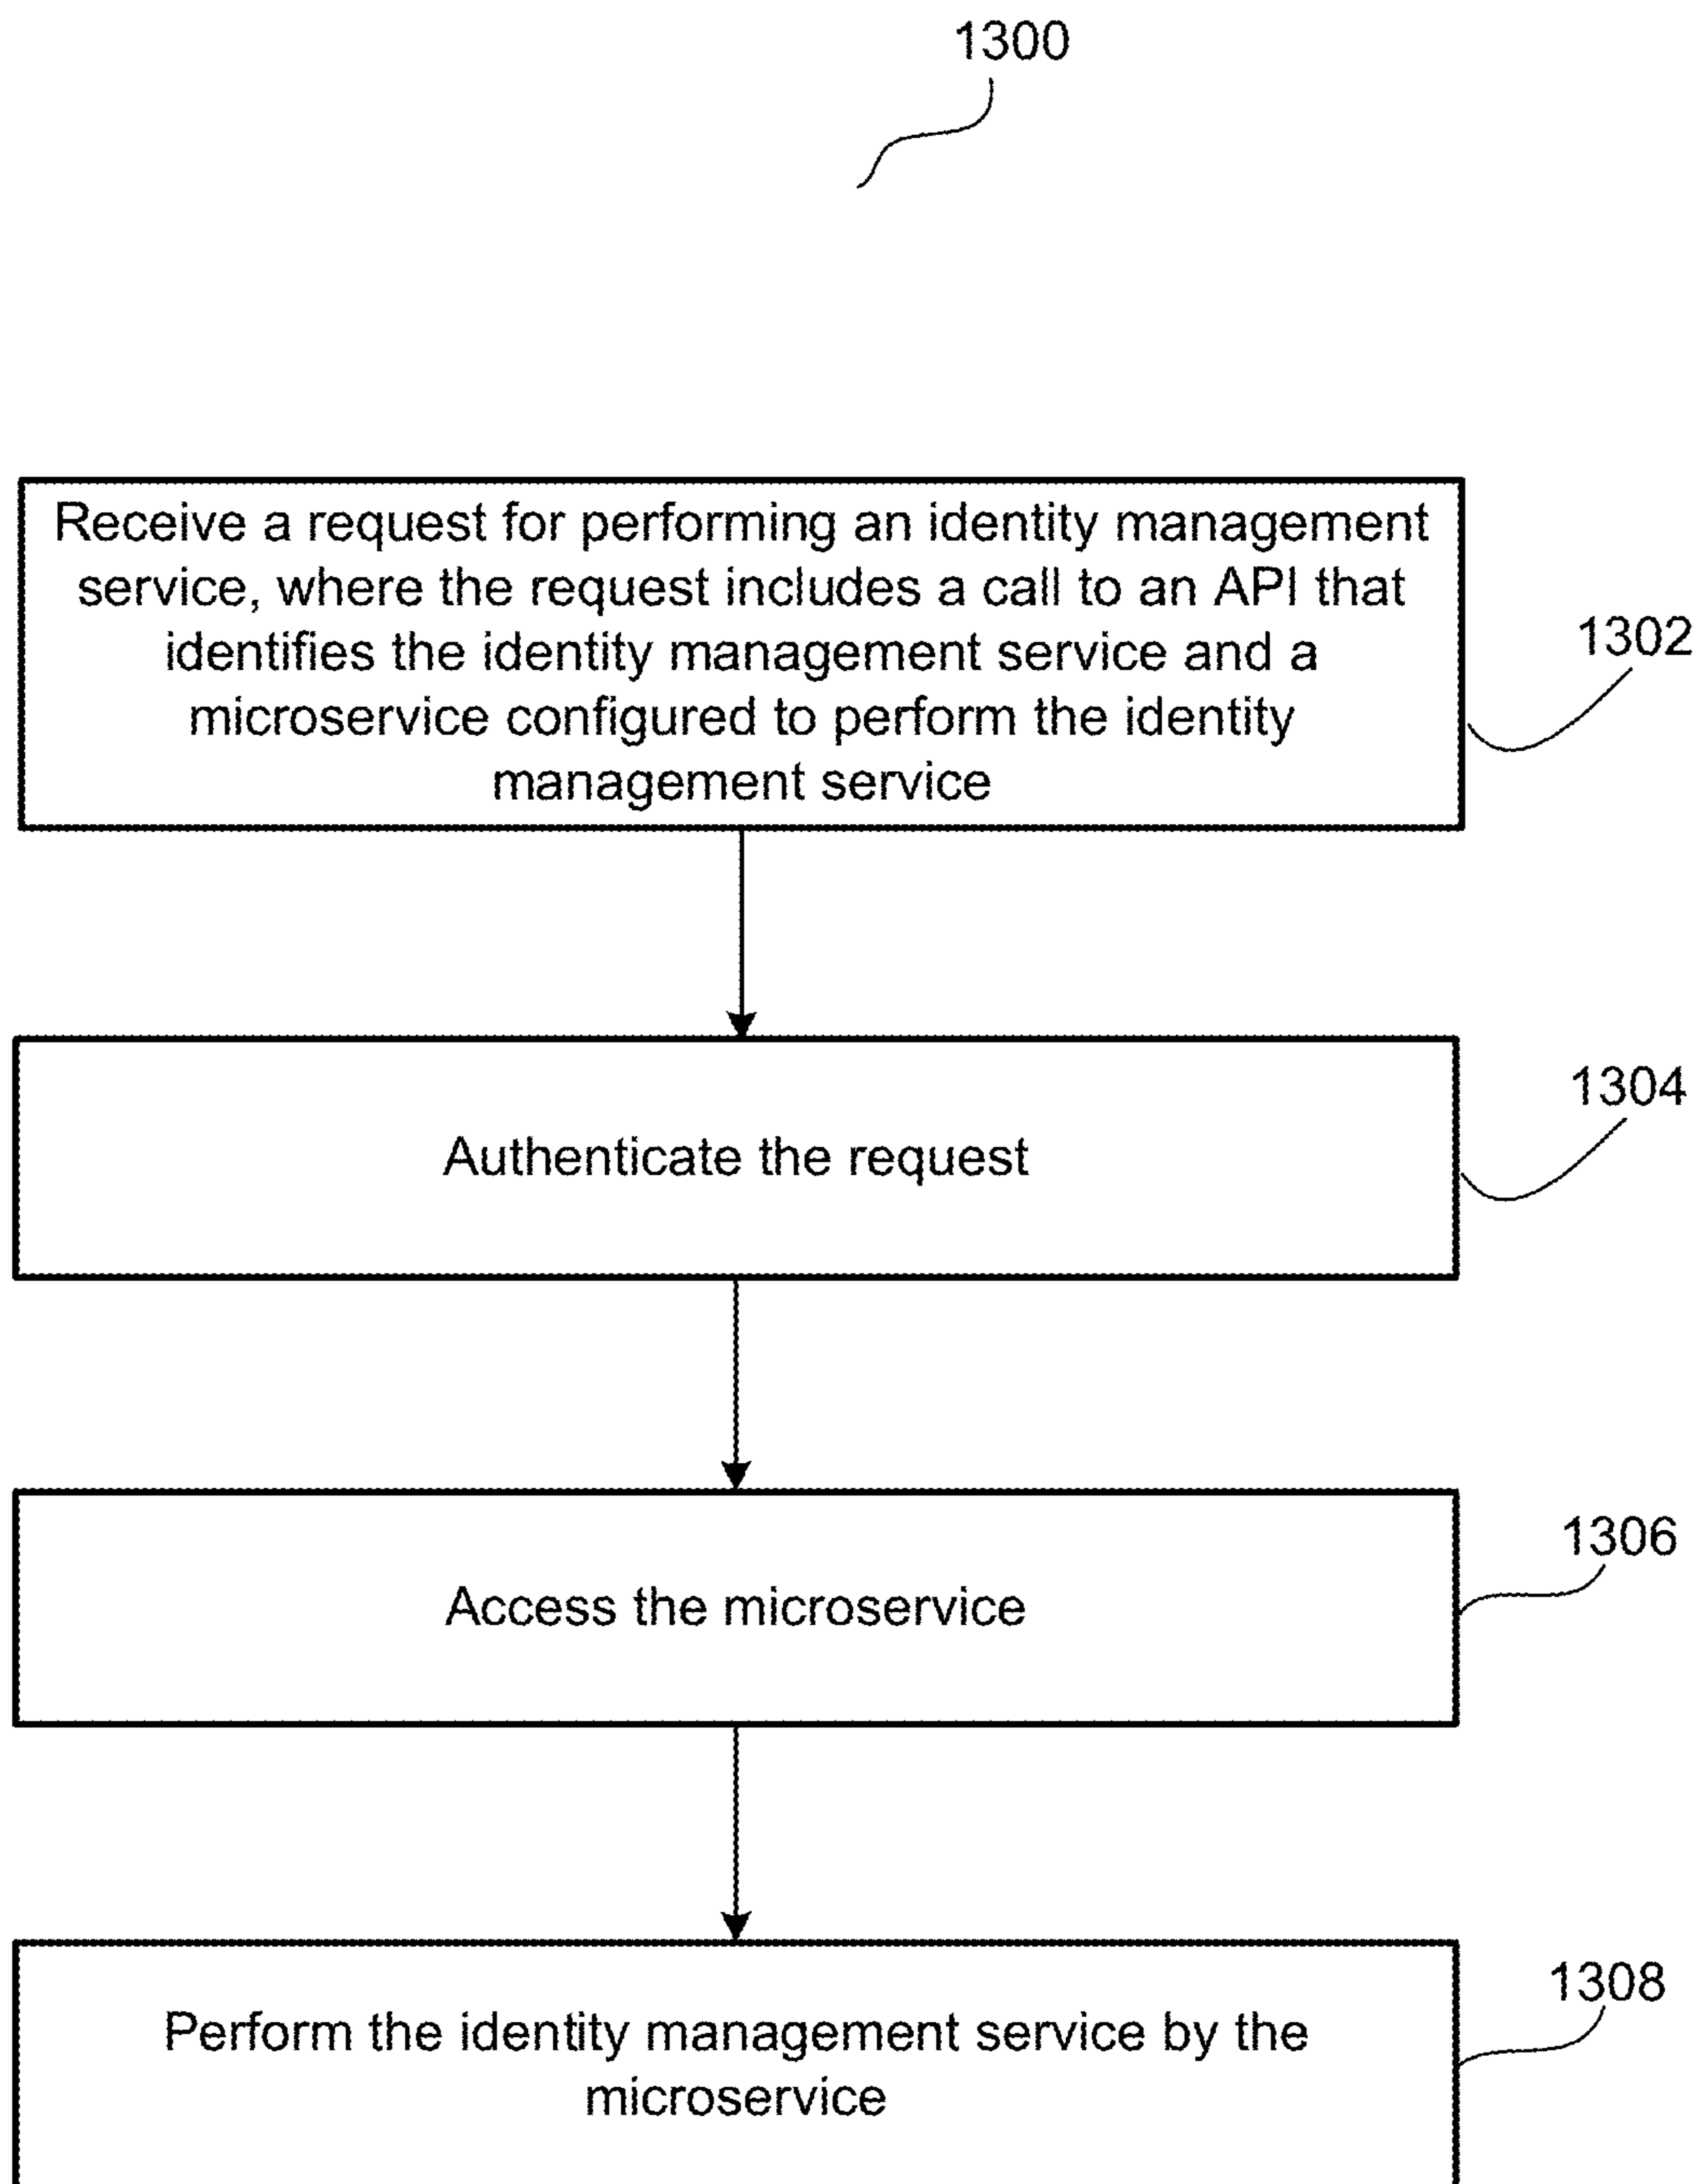 1300
Receive a request for performing an identity management
service, where the request includes a call to an API that
identifies the identity management service and a
microservice configured to perform the identity
management service
1302
Authenticate the request
1304
Access the microservice
1306
Perform the identity management service by the
microservice
1308